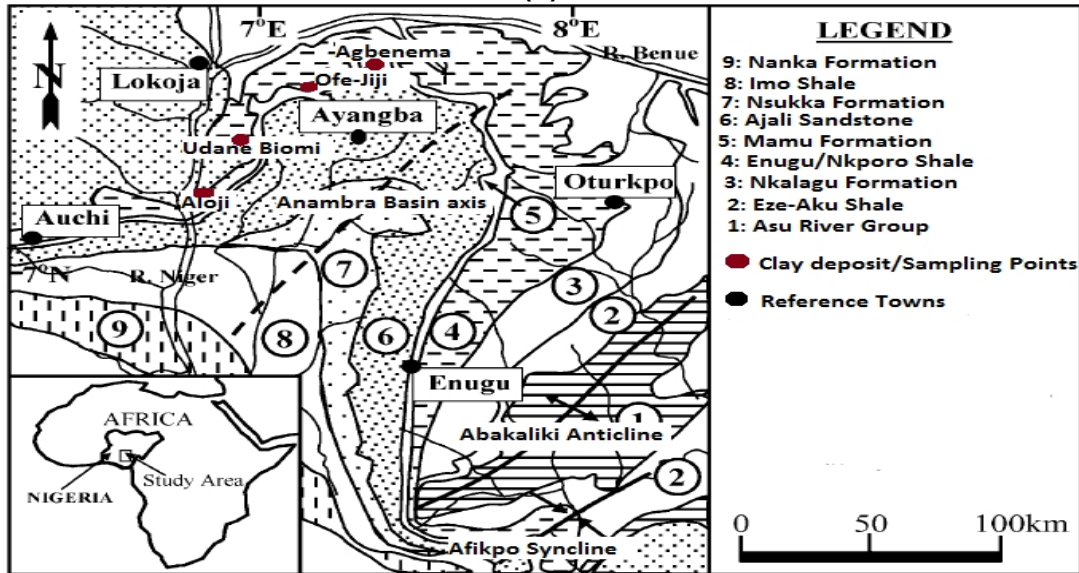 7°E
8°E
R. Benue
Agbenema
Lokoja
Ofe-Jiji
N
Ayangba
Udane Biomi
Oturkpo
Aloji
Anambra Basin axis
5
Auchi
7°N
R. Niger
7
3
2
9
8
6
4
Enugu
1
Abakaliki Anticline
2
Afikpo Syncline
AFRICA
NIGERIA
Study Area
LEGEND
9: Nanka Formation
8: Imo Shale
7: Nsukka Formation
6: Ajali Sandstone
5: Mamu Formation
4: Enugu/Nkporo Shale
3: Nkalagu Formation
2: Eze-Aku Shale
1: Asu River Group
Clay deposit/Sampling Points
Reference Towns
0 50 100km